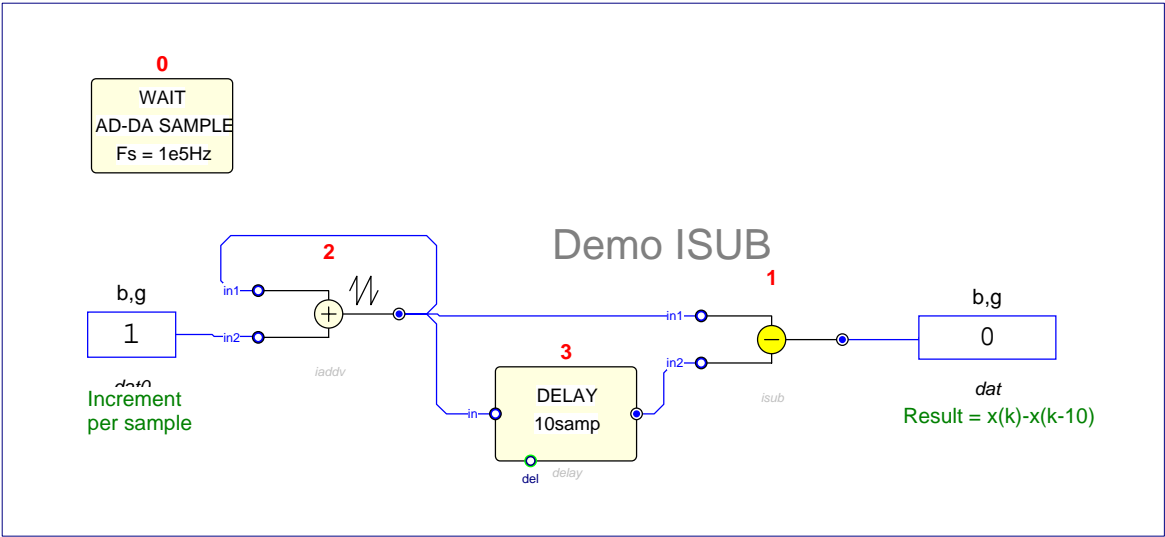 0
WAIT
AD-DA SAMPLE
Fs = 1e5Hz
Demo ISUB
2
1
b,g
1
in1
in2
iaddv
in1
in2
isub
b,g
0
dat
Result = x(k)-x(k-10)
dat0
Increment
per sample
3
DELAY
10samp
in
del
delay